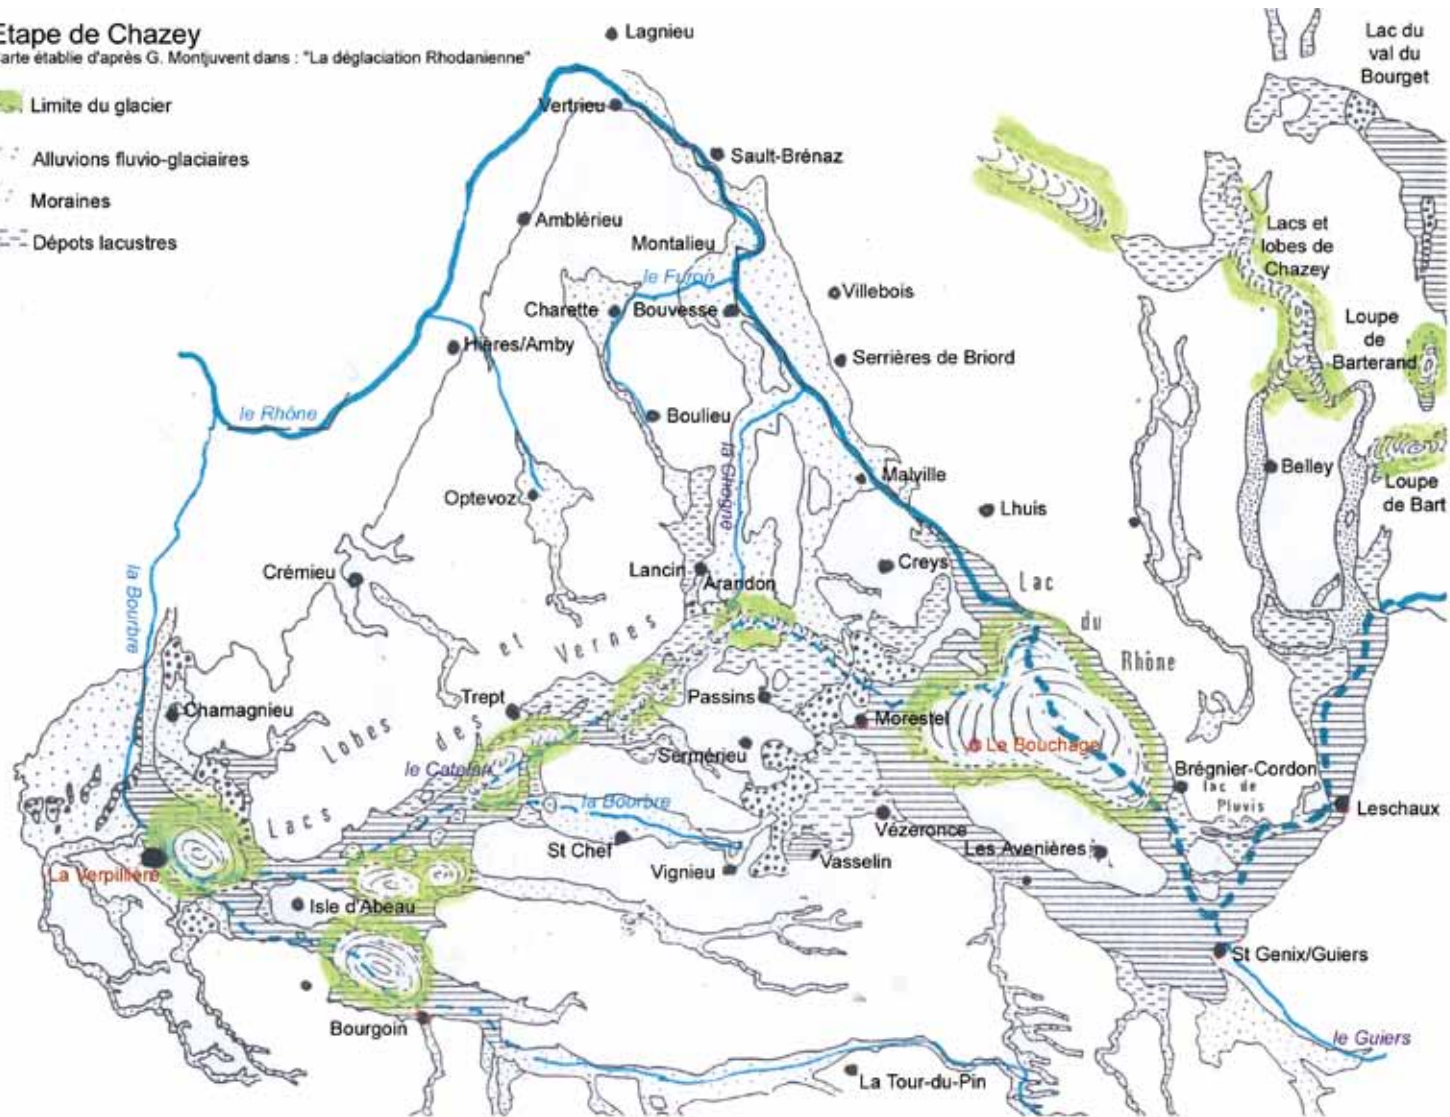 Etape de Chazey
Carte établie d'après G. Montjuvent dans : "La déglaciation Rhodanienne"
Limite du glacier
Alluvions fluvio-glaciaires
Moraines
Dépots lacustres
Lagnieu
Lac du
val du
Bourget
Vertrieu
Sault-Brénaz
Amblérieu
Montalieu
Lacs et
lobes de
Chazey
le Furon
Villebois
Charette
Bouvesse
Loupe
de
Barterand
Hières/Amby
Serrières de Briord
le Rhône
Boulieu
la Chogne
Belley
Malville
Loupe
de Bart
Optevoz
Lhuis
Crémieu
Lancin
Arandon
Creys
la Bourbre
Lac
du
Rhône
et
Vernes
Passins
Trept
Chamagnieu
Lobes
des
Morestel
Le Bouchage
Sermérieu
le Catelan
Brégnier-Cordon
lac de
Pluvis
la Bourbre
Leschaux
Lacs
Vézeronce
St Chef
Vasselin
Les Avenières
La Verpillière
Vignieu
Isle d'Abeau
St Genix/Guiers
Bourgoin
le Guiers
La Tour-du-Pin